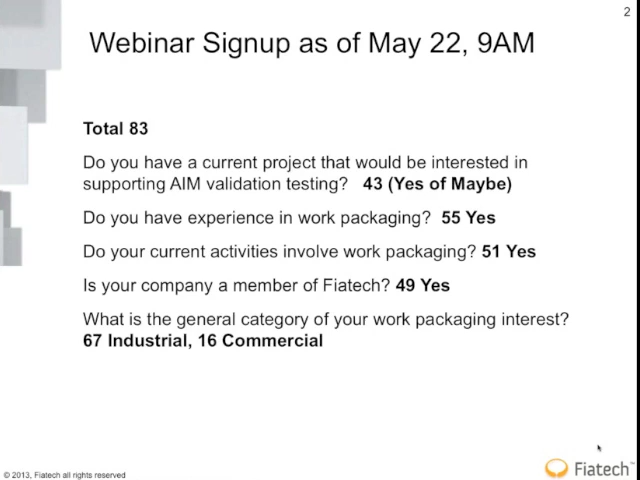 2
Webinar Signup as of May 22, 9AM
Total 83
Do you have a current project that would be interested in
supporting AIM validation testing? 43 (Yes of Maybe)
Do you have experience in work packaging? 55 Yes
Do your current activities involve work packaging? 51 Yes
Is your company a member of Fiatech? 49 Yes
What is the general category of your work packaging interest?
67 Industrial, 16 Commercial
© 2013, Fiatech all rights reserved
Fiatech™